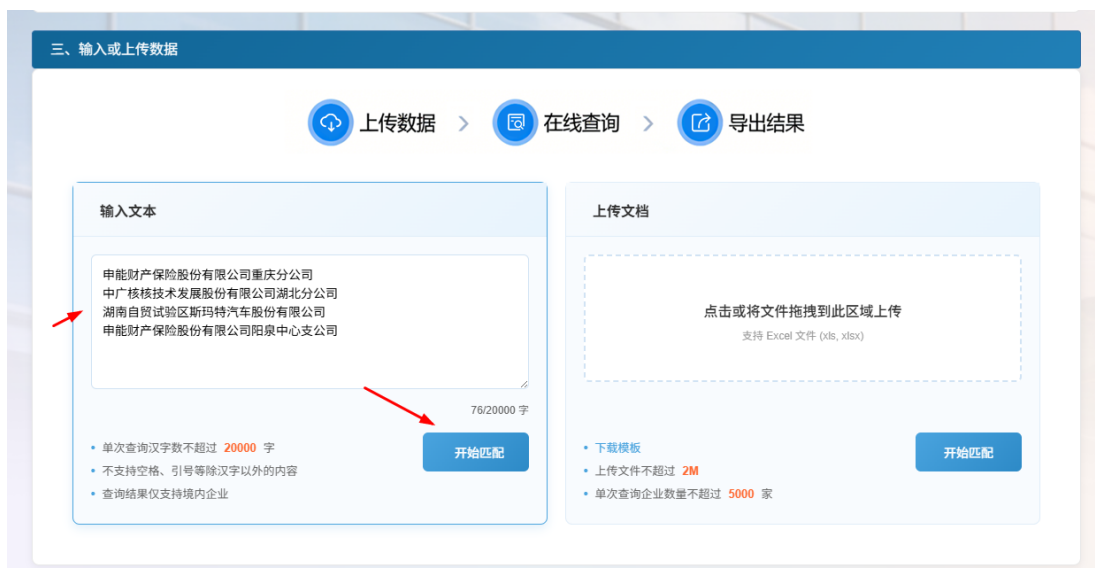 三、输入或上传数据
上传数据 > 在线查询 > 导出结果
输入文本
申能财产保险股份有限公司重庆分公司
中广核核技术发展股份有限公司湖北分公司
湖南自贸试验区斯玛特汽车股份有限公司
申能财产保险股份有限公司阳泉中心支公司
76/20000 字
• 单次查询汉字数不超过 20000 字
• 不支持空格、引号等除汉字以外的内容
• 查询结果仅支持境内企业
开始匹配
上传文档
点击或将文件拖拽到此区域上传
支持 Excel 文件 (xls, xlsx)
• 下载模板
• 上传文件不超过 2M
• 单次查询企业数量不超过 5000 家
开始匹配